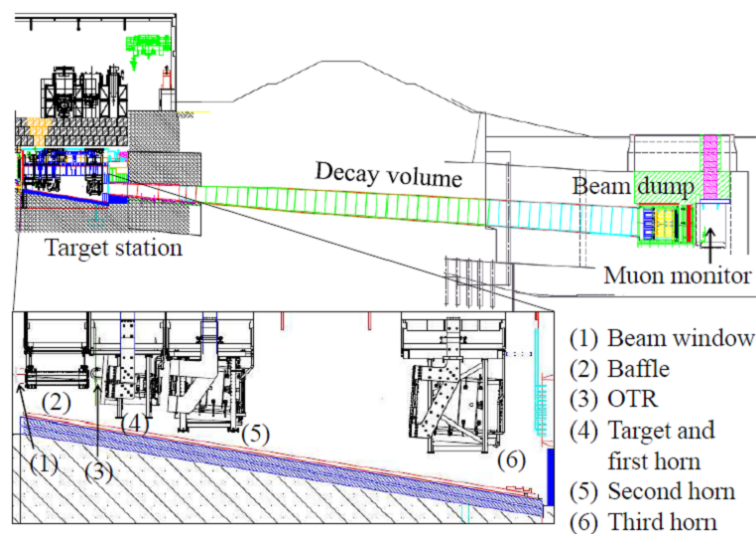 Decay volume
Beam dump
Target station
Muon monitor
(1) Beam window
(2) Baffle
(3) OTR
(4) Target and
first horn
(5) Second horn
(6) Third horn
(2)
(4)
(5)
(6)
(1)
(3)